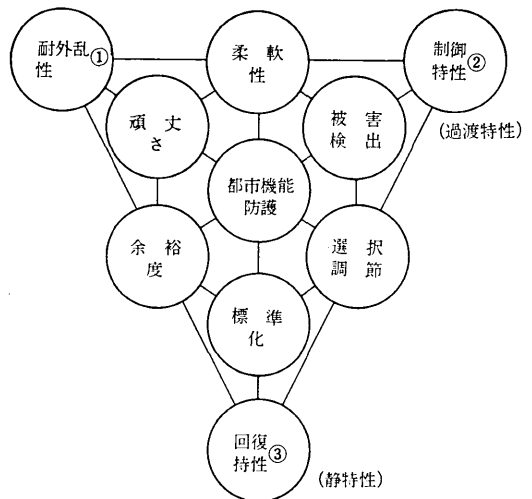 耐外乱
性①
柔軟
性
制御
特性②
(過渡特性)
頑丈
さ
被害
検出
都市機能
防護
余裕
度
選択
調節
標準
化
回復
持性③
(静特性)